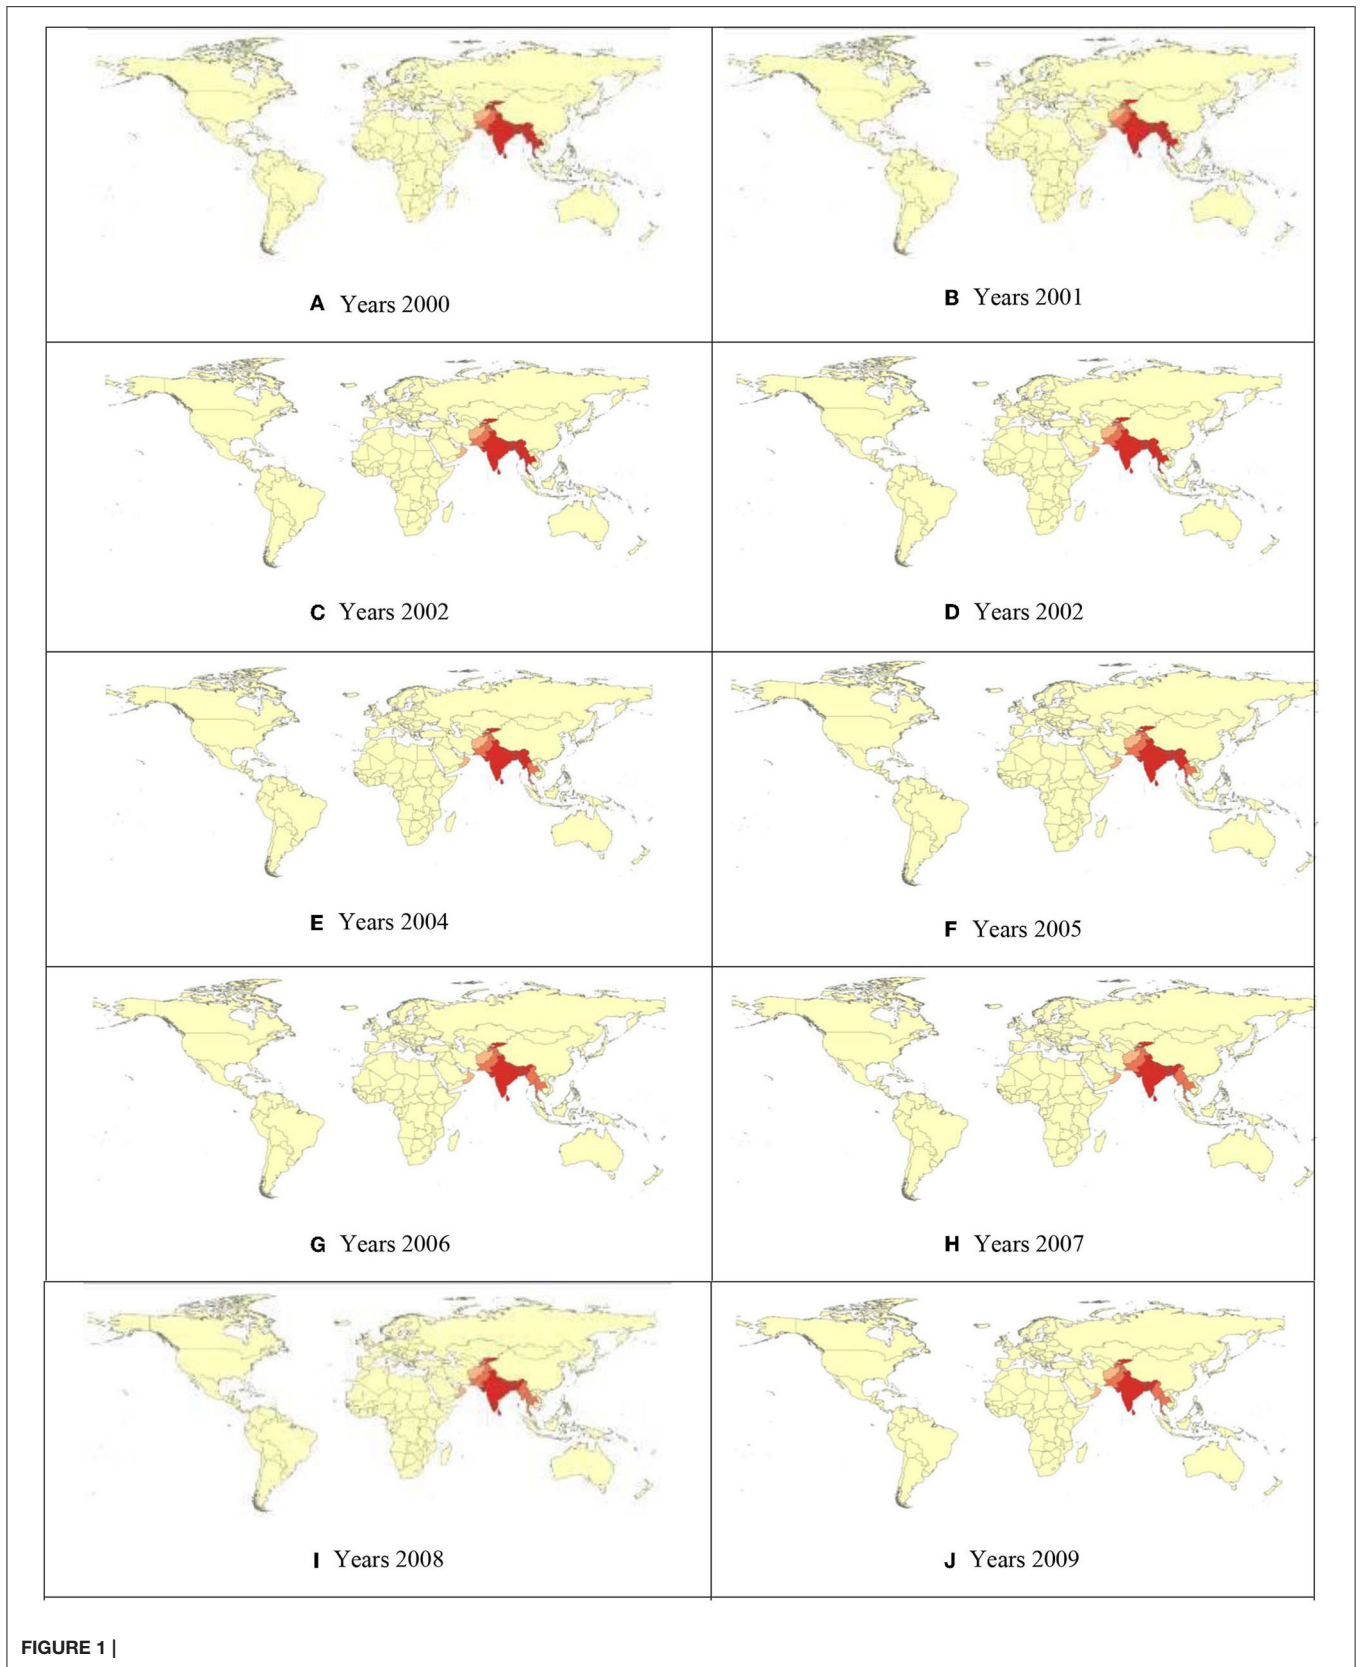 A Years 2000
B Years 2001
C Years 2002
D Years 2002
E Years 2004
F Years 2005
G Years 2006
H Years 2007
I Years 2008
J Years 2009
FIGURE 1 |